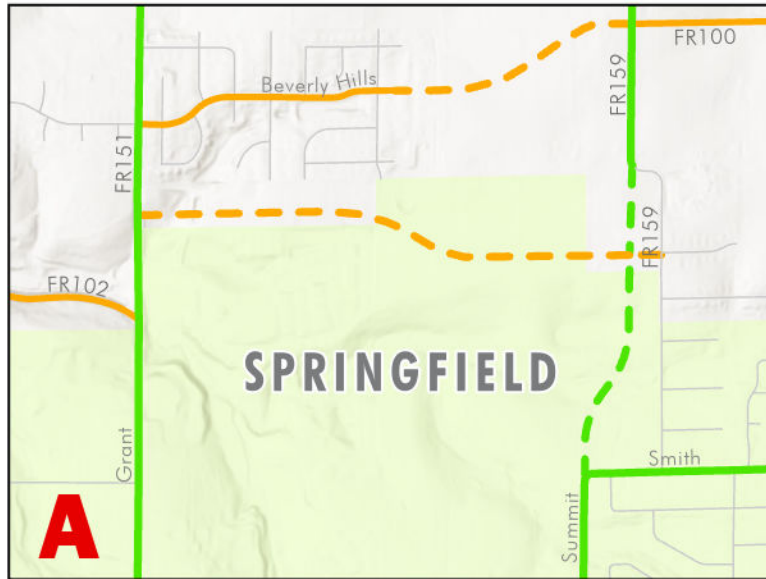 FR100
Beverly Hills
FR159
FR151
FR159
FR102
SPRINGFIELD
Grant
Smith
Summit
A